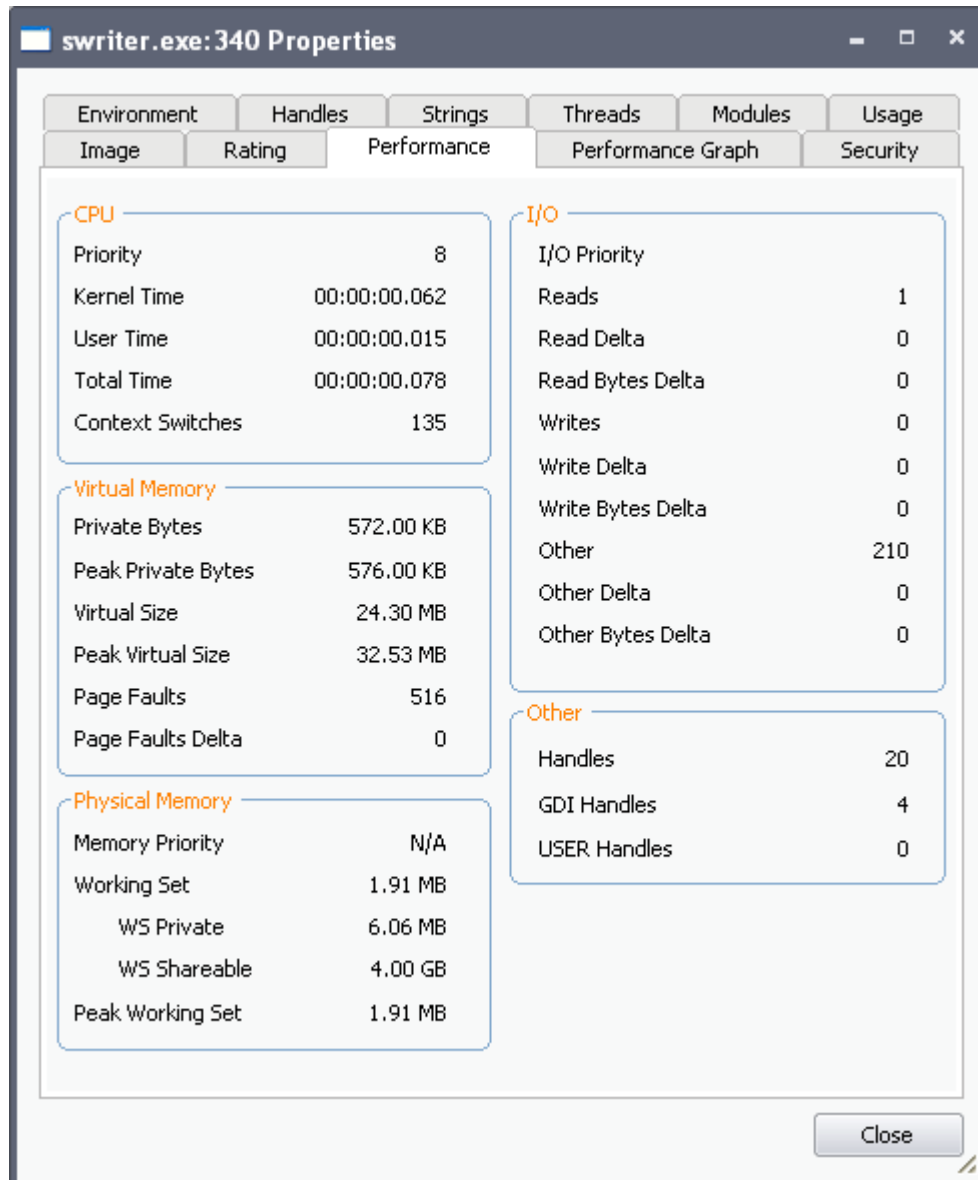 swriter.exe:340 Properties
Environment Handles Strings Threads Modules Usage
Image Rating Performance Performance Graph Security
CPU
Priority 8
Kernel Time 00:00:00.062
User Time 00:00:00.015
Total Time 00:00:00.078
Context Switches 135
Virtual Memory
Private Bytes 572.00 KB
Peak Private Bytes 576.00 KB
Virtual Size 24.30 MB
Peak Virtual Size 32.53 MB
Page Faults 516
Page Faults Delta 0
Physical Memory
Memory Priority N/A
Working Set 1.91 MB
WS Private 6.06 MB
WS Shareable 4.00 GB
Peak Working Set 1.91 MB
I/O
I/O Priority
Reads 1
Read Delta 0
Read Bytes Delta 0
Writes 0
Write Delta 0
Write Bytes Delta 0
Other 210
Other Delta 0
Other Bytes Delta 0
Other
Handles 20
GDI Handles 4
USER Handles 0
Close